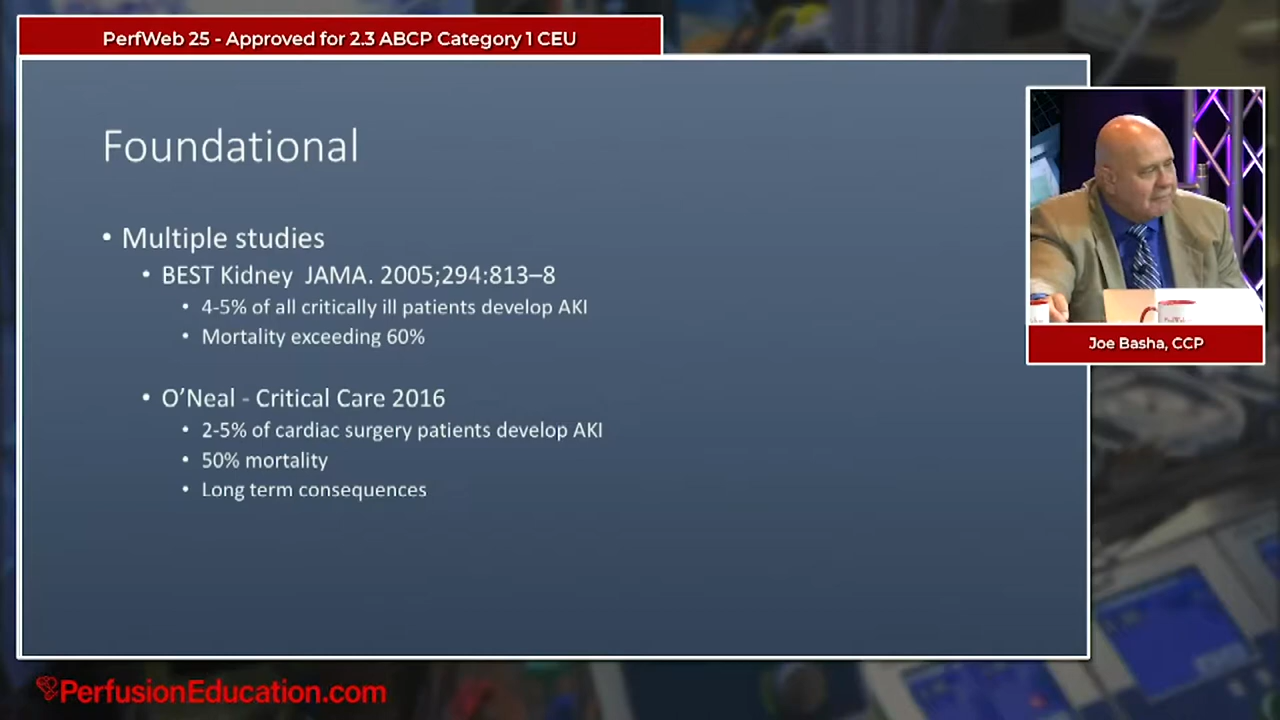 PerfWeb 25 - Approved for 2.3 ABCP Category 1 CEU
Foundational
• Multiple studies
• BEST Kidney JAMA. 2005;294:813–8
• 4-5% of all critically ill patients develop AKI
• Mortality exceeding 60%
• O’Neal - Critical Care 2016
• 2-5% of cardiac surgery patients develop AKI
• 50% mortality
• Long term consequences
Joe Basha, CCP
PerfusionEducation.com